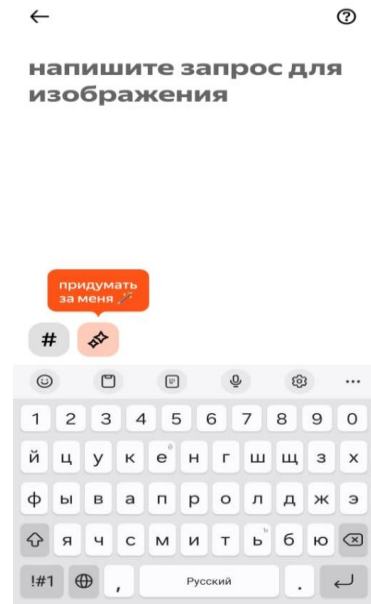 напишите запрос для
изображения
придумать
за меня
#
1 2 3 4 5 6 7 8 9 0
й ц у к е н г ш щ з х
ф ы в а п р о л д ж э
я ч с м и т ь б ю
!#1 , Русский .